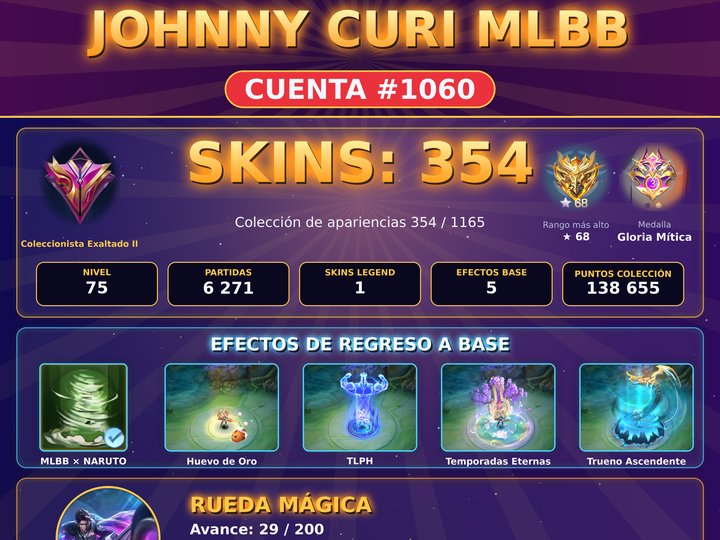 JOHNNY CURI MLBB
CUENTA #1060
SKINS: 354
Colección de apariencias 354 / 1165
Coleccionista Exaltado II
68
Rango más alto
★ 68
3
Medalla
Gloria Mítica
NIVEL
75
PARTIDAS
6 271
SKINS LEGEND
1
EFECTOS BASE
5
PUNTOS COLECCIÓN
138 655
EFECTOS DE REGRESO A BASE
MLBB × NARUTO
Huevo de Oro
TLPH
Temporadas Eternas
Trueno Ascendente
RUEDA MÁGICA
Avance: 29 / 200